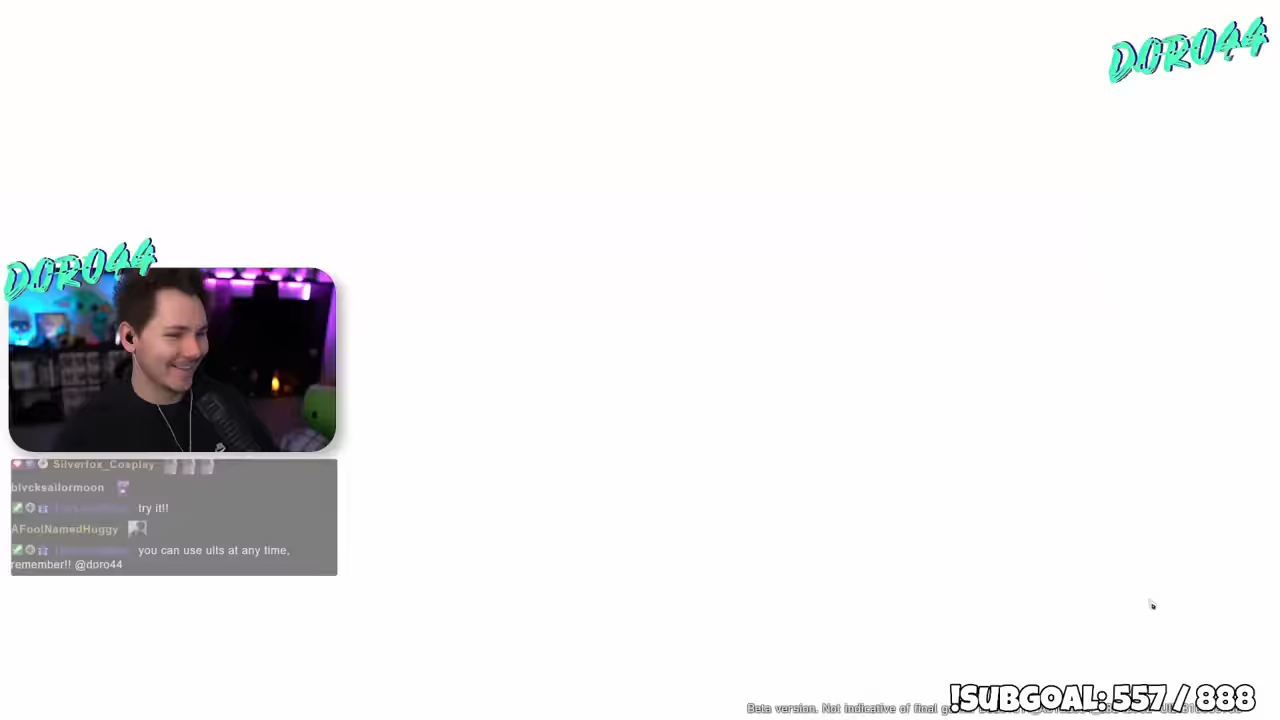 DORO44
DORO44
Silverfox_Cosplay
blvcksailormoon
try it!!
AFoolNamedHuggy
you can use ults at any time,
remember!! @doro44
!SUBGOAL: 557 / 888
Beta version. Not indicative of final